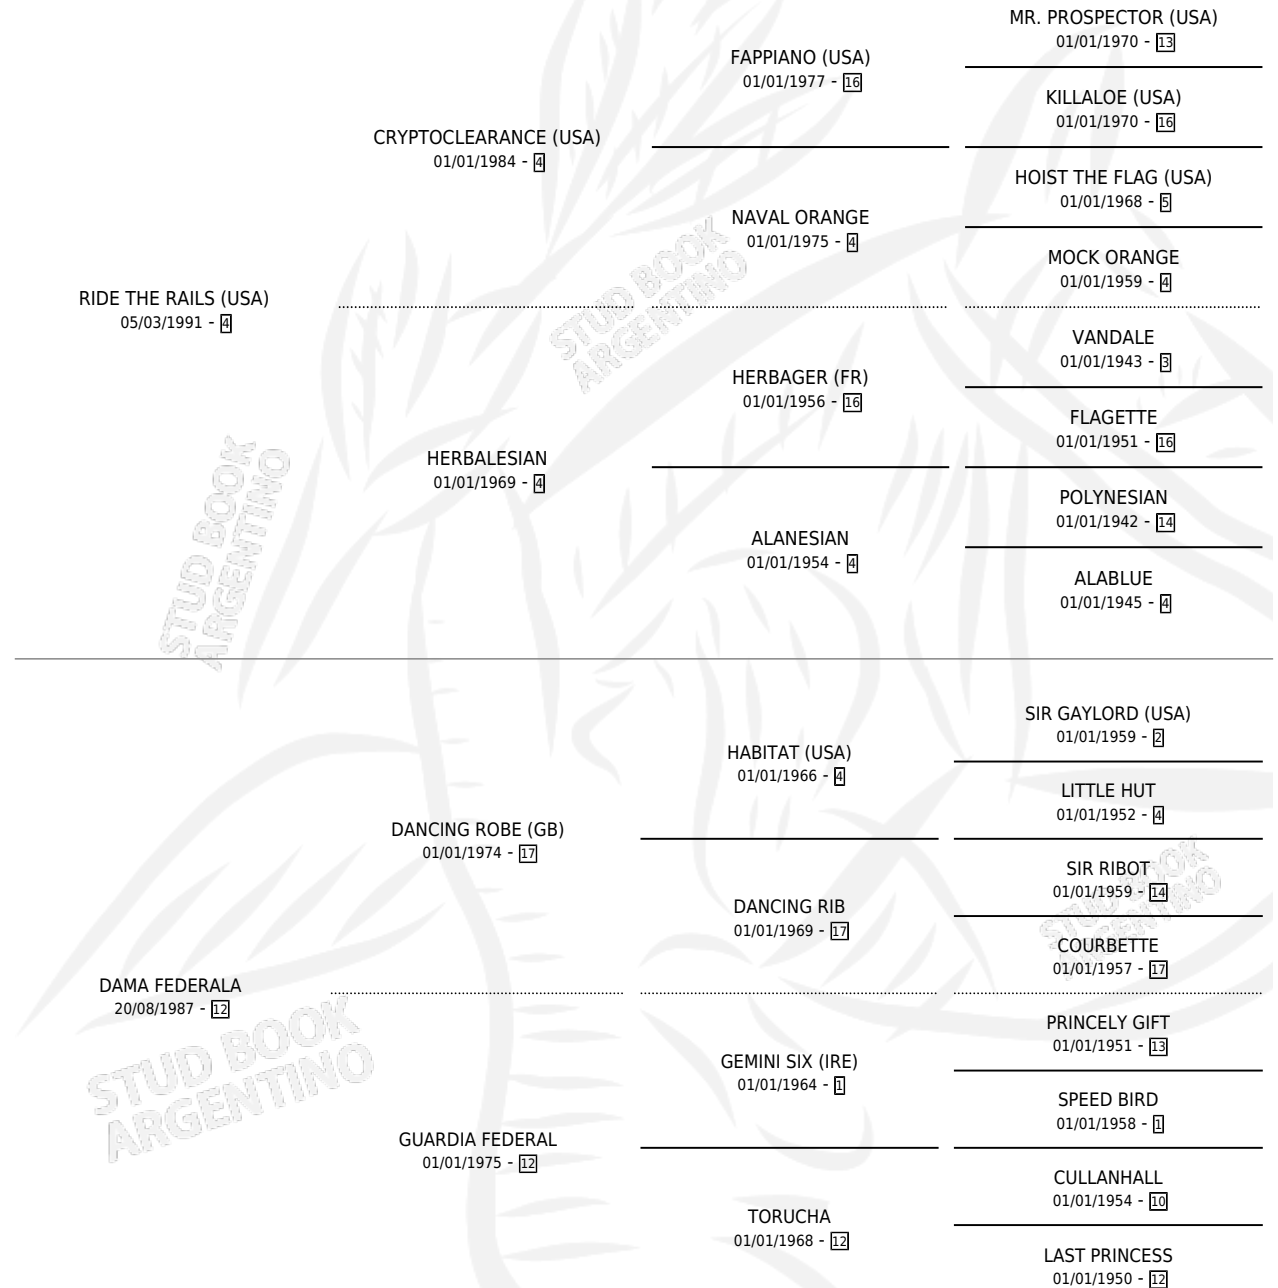 MR. PROSPECTOR (USA)
01/01/1970 - 13
FAPPIANO (USA)
01/01/1977 - 16
KILLALOE (USA)
01/01/1970 - 16
CRYPTOCLEARANCE (USA)
01/01/1984 - 4
HOIST THE FLAG (USA)
01/01/1968 - 5
NAVAL ORANGE
01/01/1975 - 4
MOCK ORANGE
01/01/1959 - 4
RIDE THE RAILS (USA)
05/03/1991 - 4
STUD BOOK
ARGENTINO
VANDALE
01/01/1943 - 3
HERBAGER (FR)
01/01/1956 - 16
FLAGETTE
01/01/1951 - 16
HERBALESIAN
01/01/1969 - 4
POLYNESIAN
01/01/1942 - 14
ALANESIAN
01/01/1954 - 4
ALABLUE
01/01/1945 - 4
STUD BOOK
ARGENTINO
SIR GAYLORD (USA)
01/01/1959 - 2
HABITAT (USA)
01/01/1966 - 4
LITTLE HUT
01/01/1952 - 4
DANCING ROBE (GB)
01/01/1974 - 17
SIR RIBOT
01/01/1959 - 14
DANCING RIB
01/01/1969 - 17
COURBETTE
01/01/1957 - 17
STUD BOOK
ARGENTINO
DAMA FEDERALA
20/08/1987 - 12
PRINCELY GIFT
01/01/1951 - 13
GEMINI SIX (IRE)
01/01/1964 - 1
SPEED BIRD
01/01/1958 - 1
STUD BOOK
ARGENTINO
GUARDIA FEDERAL
01/01/1975 - 12
CULLANHALL
01/01/1954 - 10
TORUCHA
01/01/1968 - 12
LAST PRINCESS
01/01/1950 - 12